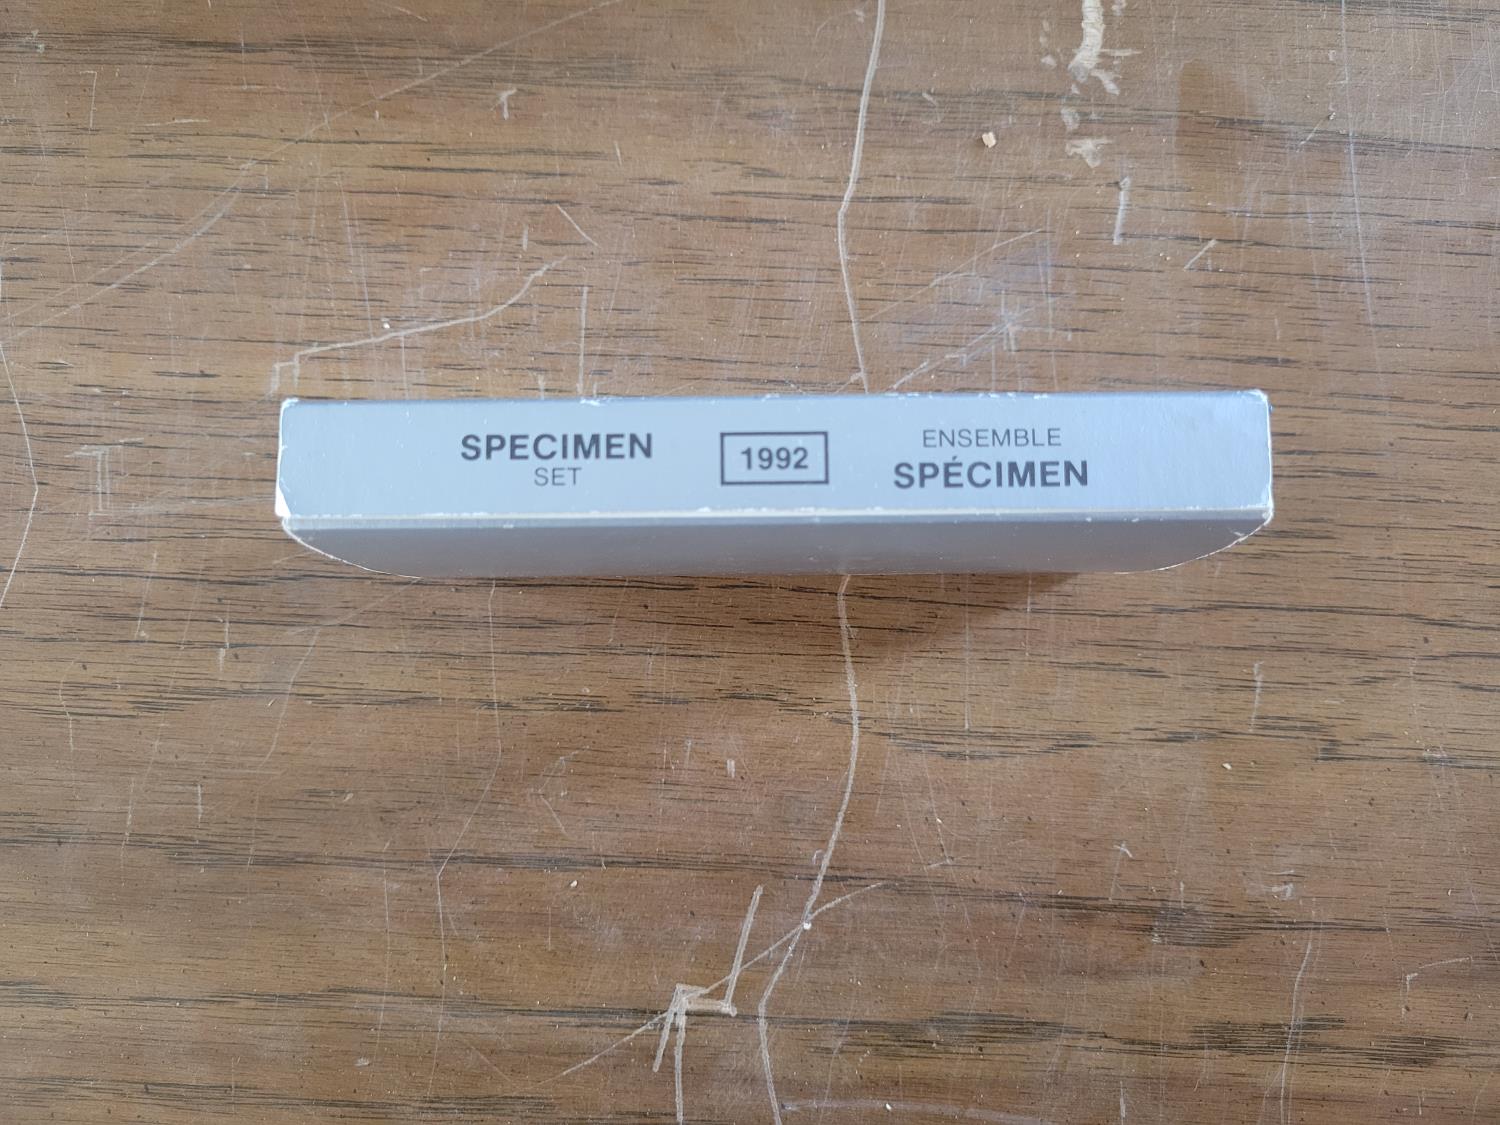 SPECIMEN
SET
1992
ENSEMBLE
SPÉCIMEN